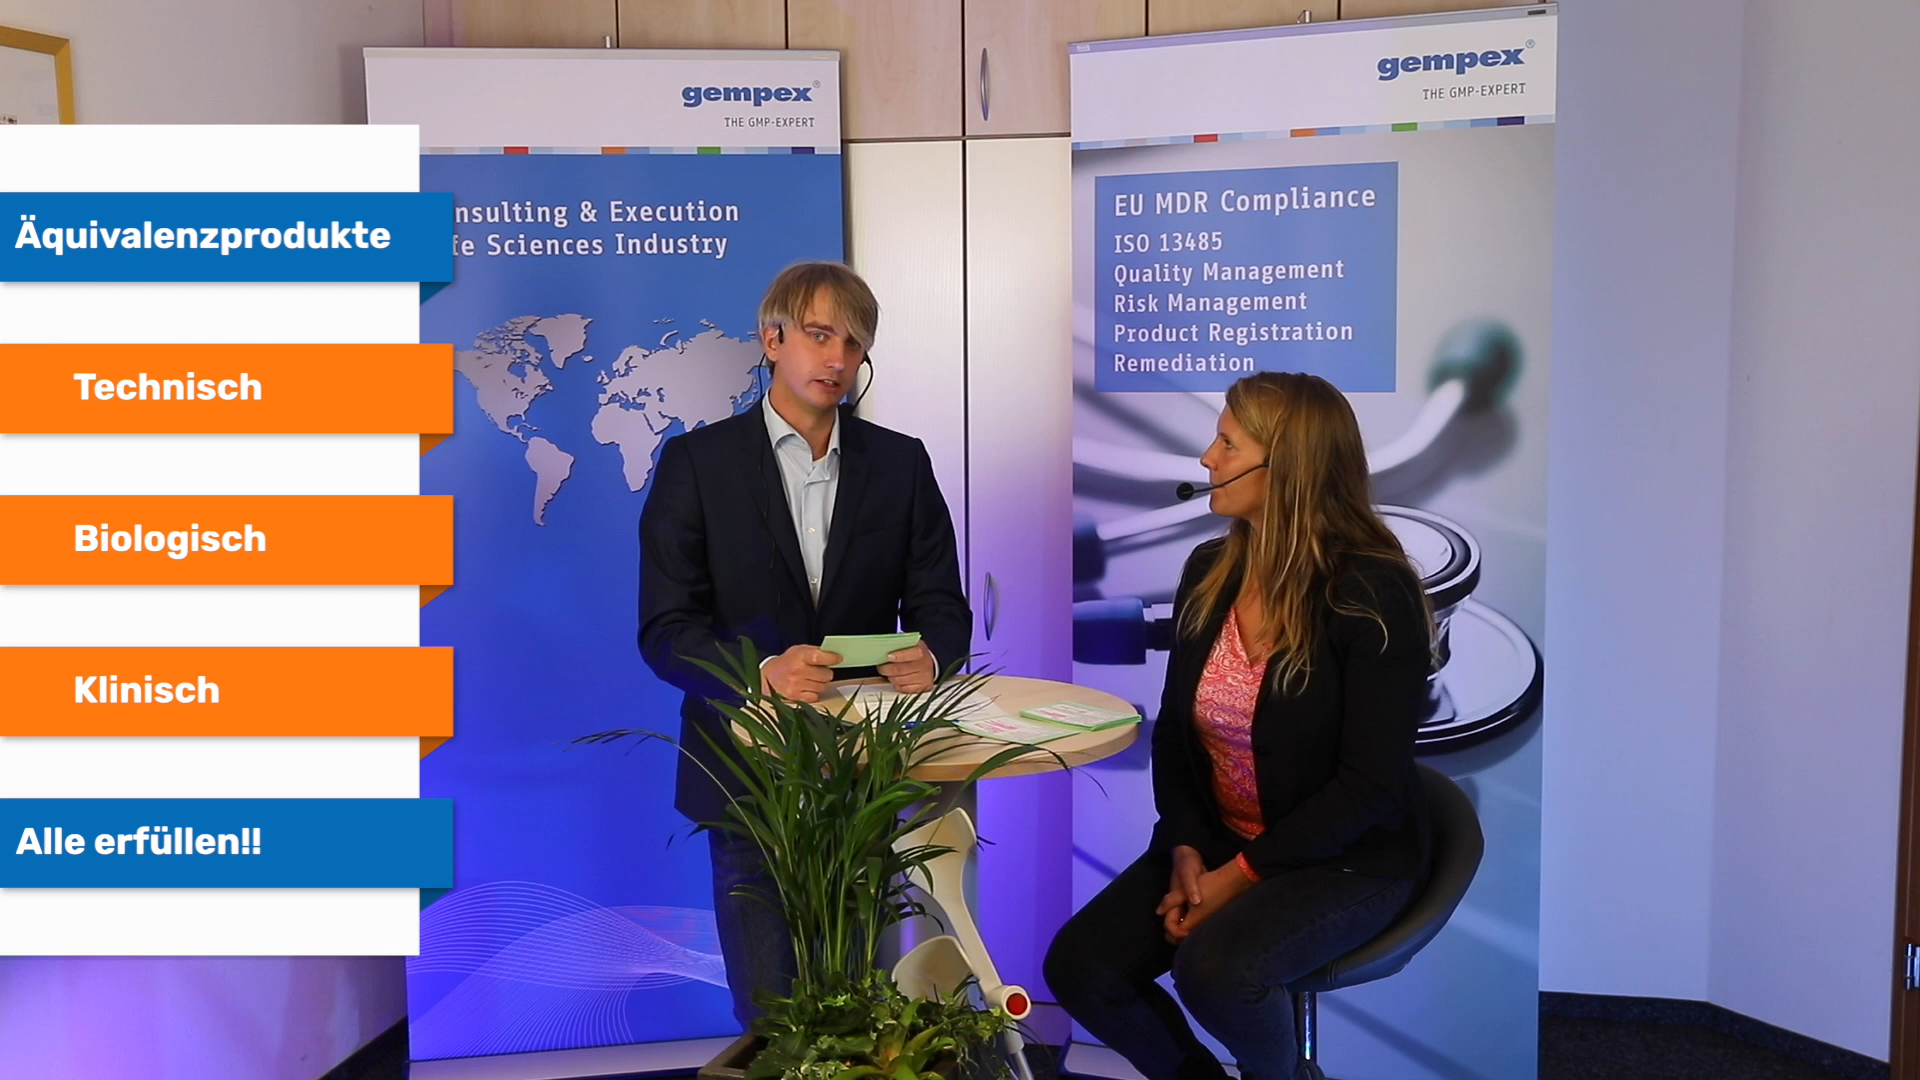 Äquivalenzprodukte
Technisch
Biologisch
Klinisch
Alle erfüllen!!
gempex®
THE GMP-EXPERT
nsulting & Execution
fe Sciences Industry
gempex®
THE GMP-EXPERT
EU MDR Compliance
ISO 13485
Quality Management
Risk Management
Product Registration
Remediation